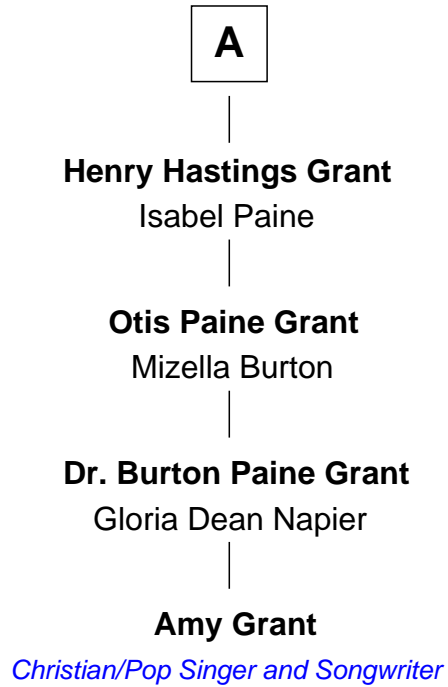 A
Henry Hastings Grant
Isabel Paine
Otis Paine Grant
Mizella Burton
Dr. Burton Paine Grant
Gloria Dean Napier
Amy Grant
Christian/Pop Singer and Songwriter